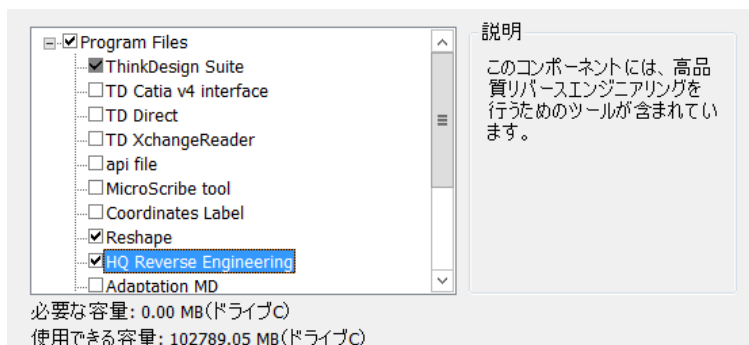 Program Files
ThinkDesign Suite
TD Catia v4 interface
TD Direct
TD XchangeReader
api file
MicroScribe tool
Coordinates Label
Reshape
HQ Reverse Engineering
Adaptation MD
説明
このコンポーネントには、高品
質リバースエンジニアリングを
行うためのツールが含まれてい
ます。
必要な容量: 0.00 MB(ドライブC)
使用できる容量: 102789.05 MB(ドライブC)